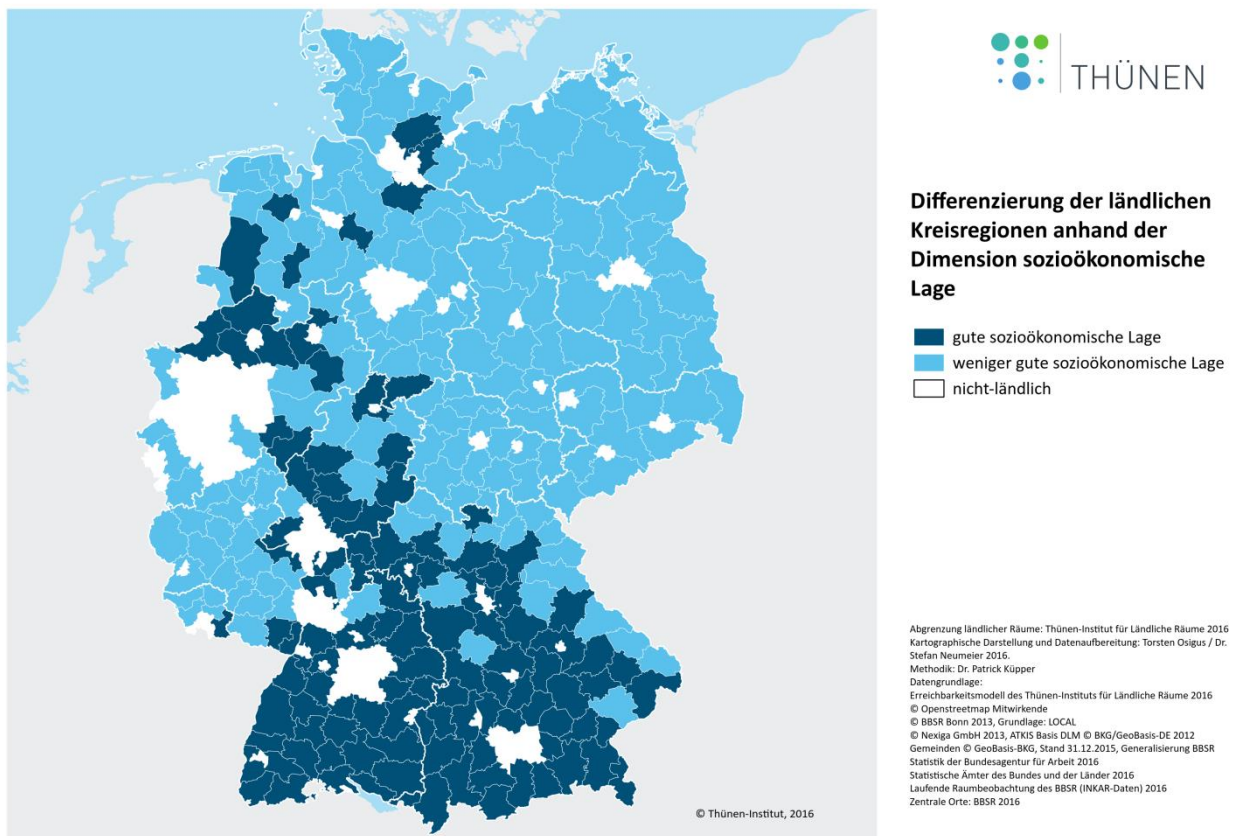 THÜNEN
Differenzierung der ländlichen
Kreisregionen anhand der
Dimension sozioökonomische
Lage
gute sozioökonomische Lage
weniger gute sozioökonomische Lage
nicht-ländlich
Abgrenzung ländlicher Räume: Thünen-Institut für Ländliche Räume 2016
Kartographische Darstellung und Datenaufbereitung: Torsten Osigus / Dr.
Stefan Neumeier 2016.
Methodik: Dr. Patrick Küpper
Datengrundlage:
Erreichbarkeitsmodell des Thünen-Instituts für Ländliche Räume 2016
© Openstreetmap Mitwirkende
© BBSR Bonn 2013, Grundlage: LOCAL
© Nexiga GmbH 2013, ATKIS Basis DLM © BKG/GeoBasis-DE 2012
Gemeinden © GeoBasis-BKG, Stand 31.12.2015, Generalisierung BBSR
Statistik der Bundesagentur für Arbeit 2016
Statistische Ämter des Bundes und der Länder 2016
Laufende Raumbeobachtung des BBSR (INKAR-Daten) 2016
Zentrale Orte: BBSR 2016
© Thünen-Institut, 2016